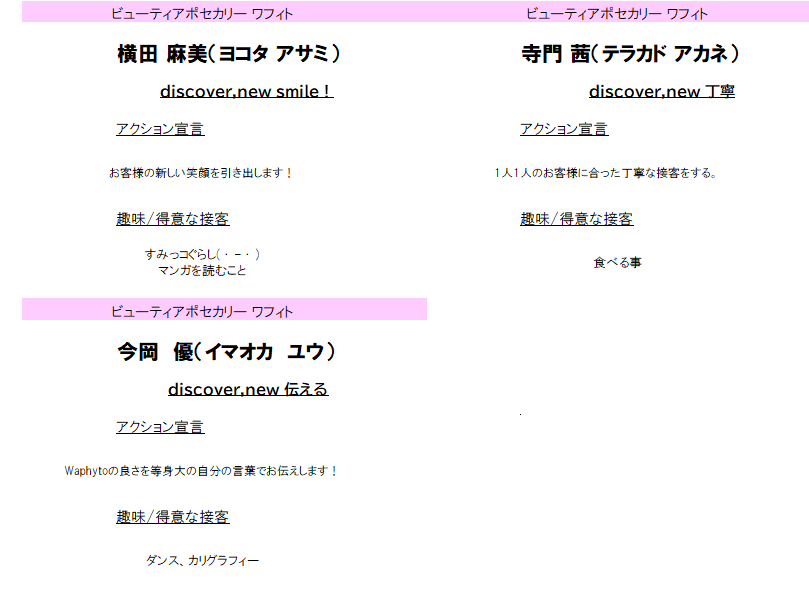 ビューティアポセカリー ワフィト
横田 麻美(ヨコタ アサミ)
discover,new smile！
アクション宣言
お客様の新しい笑顔を引き出します！
趣味/得意な接客
すみっコぐらし(・－・)
マンガを読むこと
ビューティアポセカリー ワフィト
寺門 茜(テラカド アカネ)
discover,new 丁寧
アクション宣言
1人1人のお客様に合った丁寧な接客をする。
趣味/得意な接客
食べる事
ビューティアポセカリー ワフィト
今岡　優(イマオカ　ユウ)
discover,new 伝える
アクション宣言
Waphytoの良さを等身大の自分の言葉でお伝えします！
趣味/得意な接客
ダンス、カリグラフィー